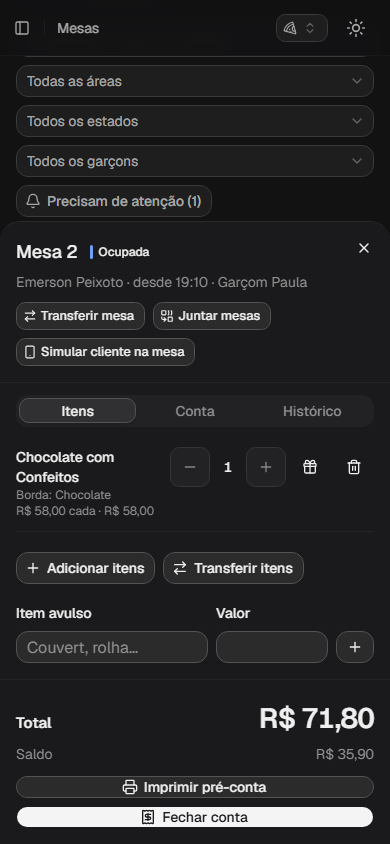 Mesas
Todas as áreas
Todos os estados
Todos os garçons
Precisam de atenção (1)
Mesa 2
Ocupada
Emerson Peixoto · desde 19:10 · Garçom Paula
Transferir mesa
Juntar mesas
Simular cliente na mesa
Itens
Conta
Histórico
Chocolate com
Confeitos
1
Borda: Chocolate
R$ 58,00 cada · R$ 58,00
Adicionar itens
Transferir itens
Item avulso
Valor
Couvert, rolha...
Total
R$ 71,80
Saldo
R$ 35,90
Imprimir pré-conta
Fechar conta